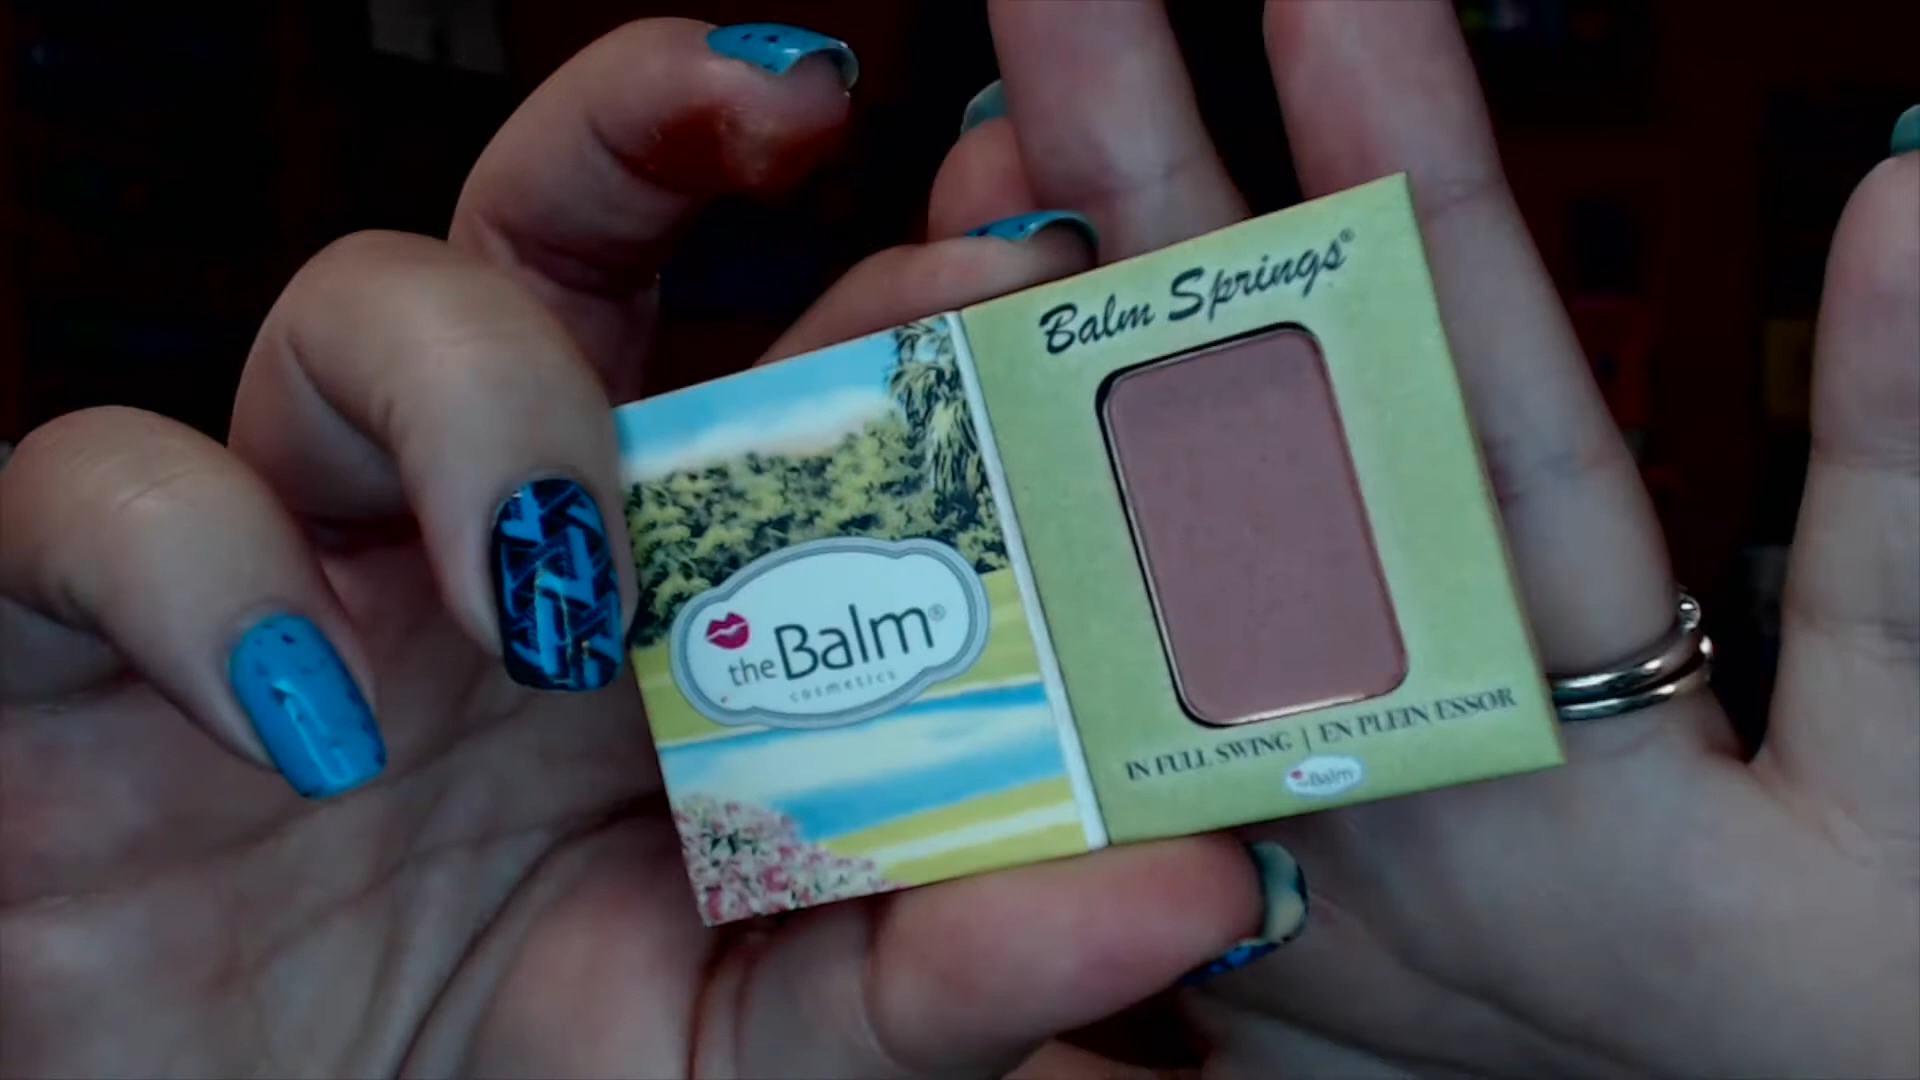 Balm Springs®
the Balm®
cosmetics
IN FULL SWING | EN PLEIN ESSOR
theBalm